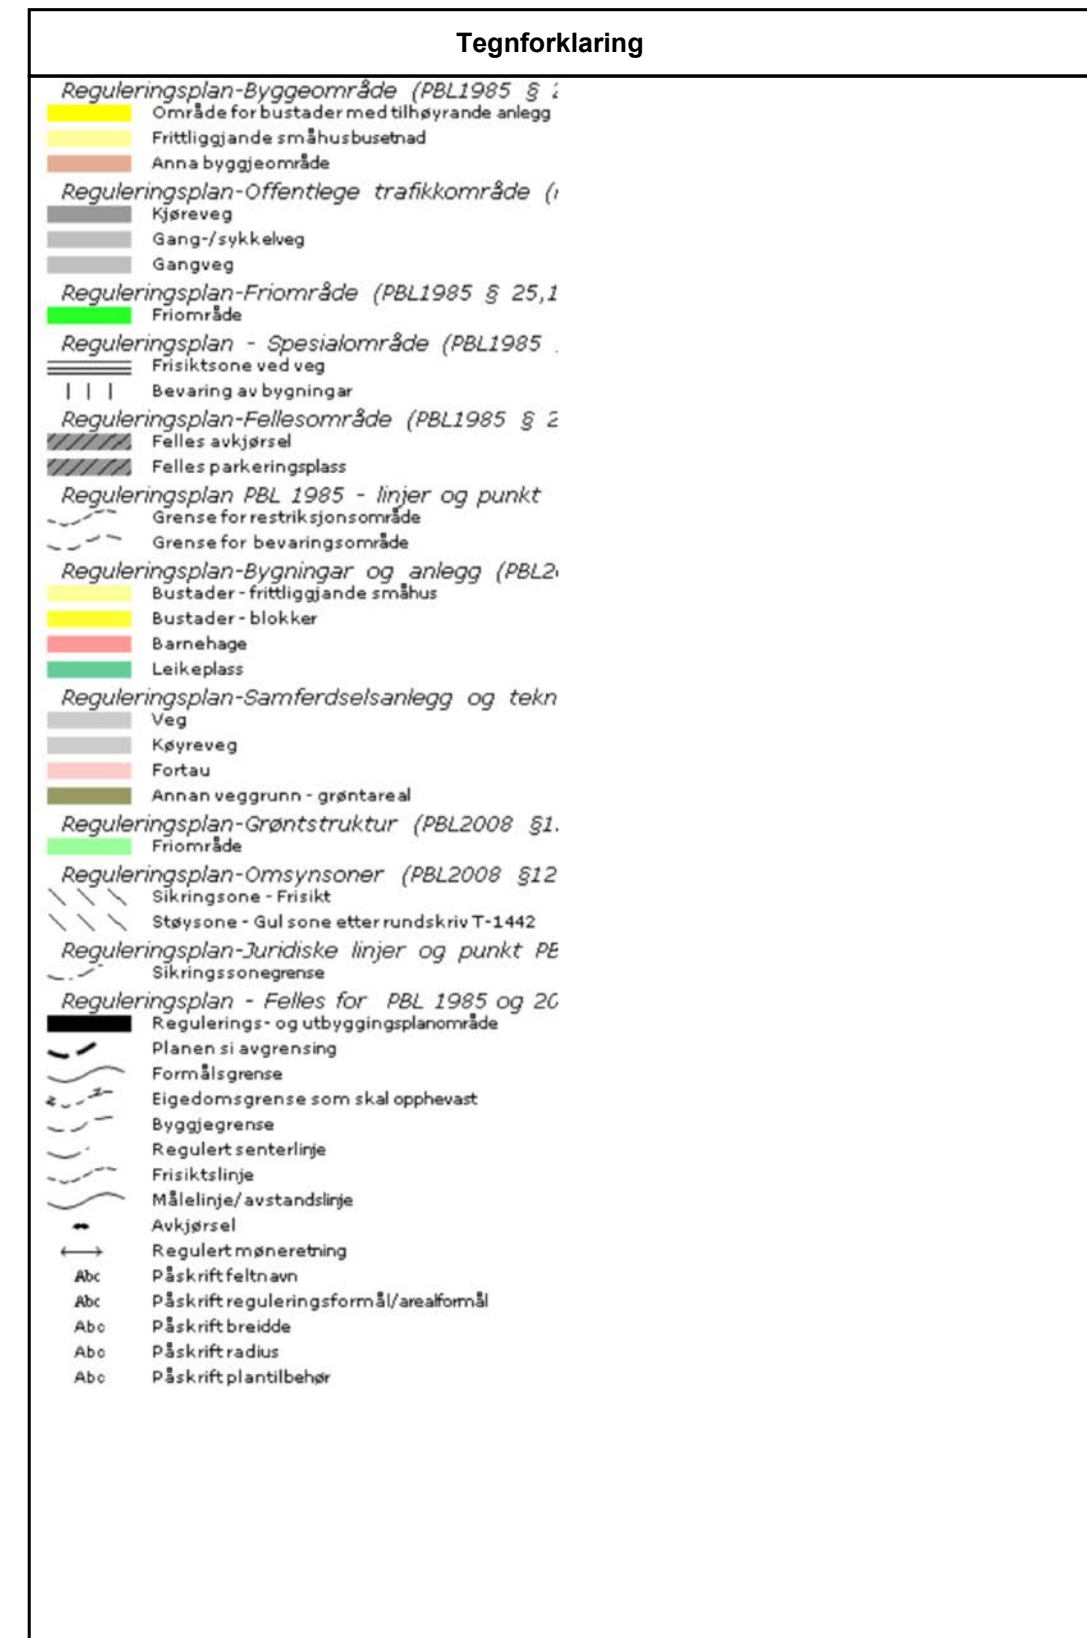 Tegnforklaring
Reguleringsplan-Byggeområde (PBL1985 §
Område for bustader med tilhøyrande anlegg
Frittliggjande småhusbusetnad
Anna byggjeområde
Reguleringsplan-Offentlege trafikkområde (
Kjøreveg
Gang-/sykkelveg
Gangveg
Reguleringsplan-Friområde (PBL1985 § 25,1
Friområde
Reguleringsplan - Spesialområde (PBL1985
Frisiktsone ved veg
Bevaring av bygningar
Reguleringsplan-Fellesområde (PBL1985 § 2
Felles avkjørsel
Felles parkeringsplass
Reguleringsplan PBL 1985 - linjer og punkt
Grense for restriksjonsområde
Grense for bevaringsområde
Reguleringsplan-Bygningar og anlegg (PBL2
Bustader - frittliggjande småhus
Bustader - blokker
Barnehage
Leikeplass
Reguleringsplan-Samferdselsanlegg og tekn
Veg
Køyreveg
Fortau
Annan veggrunn - grøntareal
Reguleringsplan-Grøntstruktur (PBL2008 §1.
Friområde
Reguleringsplan-Omsynsoner (PBL2008 §12
Sikringsone - Frisikt
Støysone - Gul sone etter rundskriv T-1442
Reguleringsplan-Juridiske linjer og punkt PB
Sikringssonegrense
Reguleringsplan - Felles for PBL 1985 og 20
Regulerings- og utbyggingsplanområde
Planen si avgrensing
Formålsgrense
Eigedomsgrense som skal opphevast
Byggjegrense
Regulert senterlinje
Frisiktslinje
Målelinje/avstandslinje
Avkjørsel
Regulert møneretning
Abc Påskrift feltnavn
Abc Påskrift reguleringsformål/arealformål
Abc Påskrift breidde
Abc Påskrift radius
Abc Påskrift plantilbehør